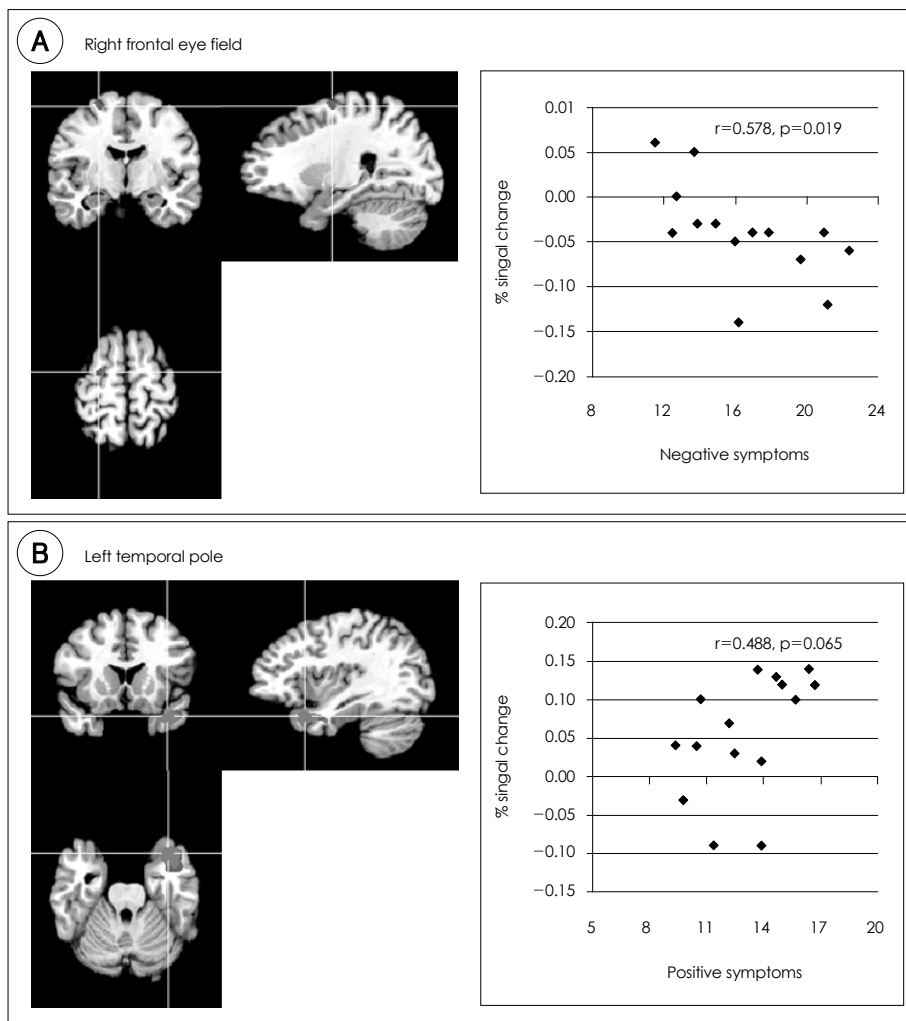 A Right frontal eye field
0.01
0.05
0.00
−0.05
−0.10
−0.15
−0.20
r=0.578, p=0.019
% singal change
8 12 16 20 24
Negative symptoms
B Left temporal pole
0.20
0.15
0.10
0.05
0.00
−0.05
−0.10
−0.15
r=0.488, p=0.065
% singal change
5 8 11 14 17 20
Positive symptoms